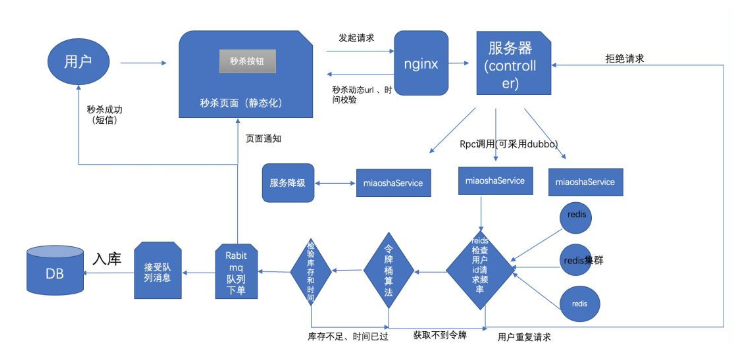 用户
秒杀按钮
秒杀页面（静态化）
发起请求
秒杀动态url 、时
间校验
nginx
服务器
(controll
er)
拒绝请求
秒杀成功
（短信）
页面通知
Rpc调用(可采用dubbo)
服务降级
miaoshaService
miaoshaService
miaoshaService
redis
redis集群
redis
reids
检查
用户
id请
求频
率
令
牌桶
算法
检
验库
存和
时间
Rabit
mq
队列
下单
接受队
列消息
入库
DB
库存不足、时间已过
获取不到令牌
用户重复请求